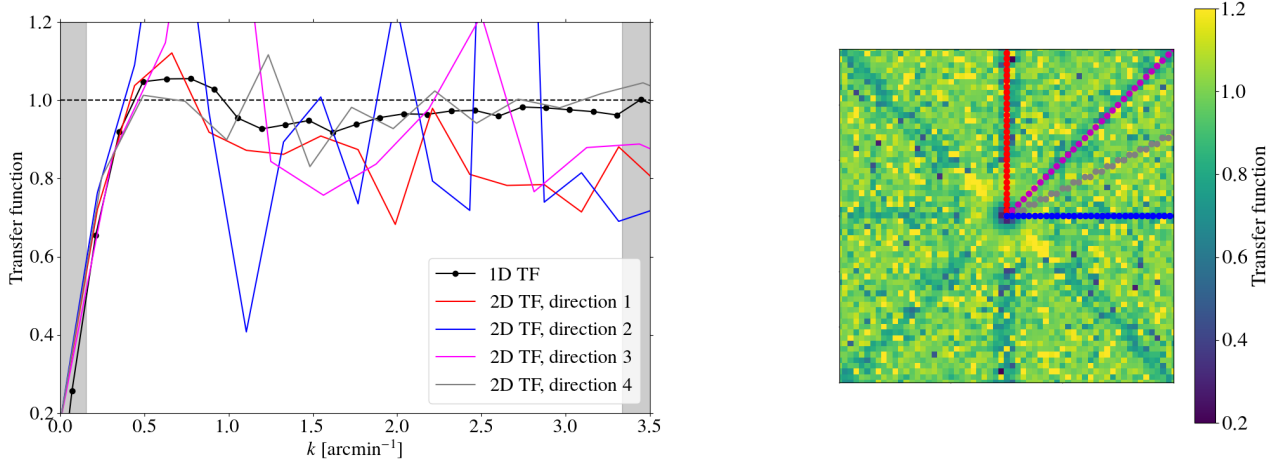 Transfer function
1.2
1.0
0.8
0.6
0.4
0.2
0.0
0.5
1.0
1.5
2.0
2.5
3.0
3.5
k [arcmin⁻¹]
1D TF
2D TF, direction 1
2D TF, direction 2
2D TF, direction 3
2D TF, direction 4
1.2
1.0
0.8
0.6
0.4
0.2
Transfer function